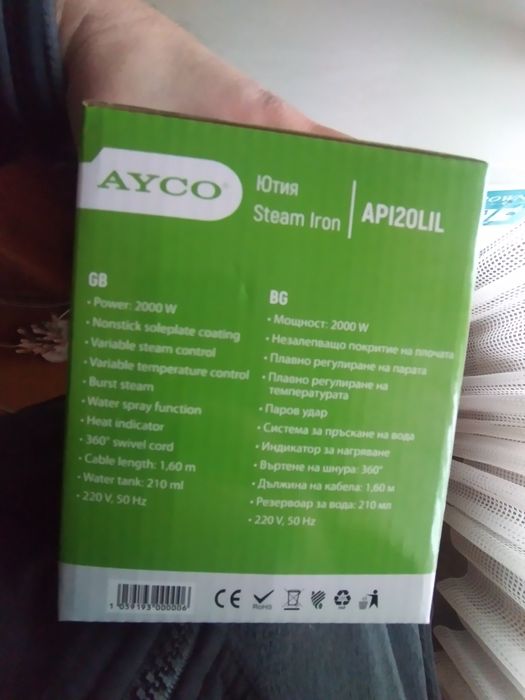 AYCO®
Ютия
Steam Iron
API20LIL
GB
• Power: 2000 W
• Nonstick soleplate coating
• Variable steam control
• Variable temperature control
• Burst steam
• Water spray function
• Heat indicator
• 360° swivel cord
• Cable length: 1,60 m
• Water tank: 210 ml
• 220 V, 50 Hz
BG
• Мощност: 2000 W
• Незалепващо покритие на плочата
• Плавно регулиране на парата
• Плавно регулиране на
температурата
• Паров удар
• Система за пръскане на вода
• Индикатор за нагряване
• Въртене на шнура: 360°
• Дължина на кабела: 1,60 м
• Резервоар за вода: 210 мл
• 220 V, 50 Hz
1 059193 000006
CE
RoHS